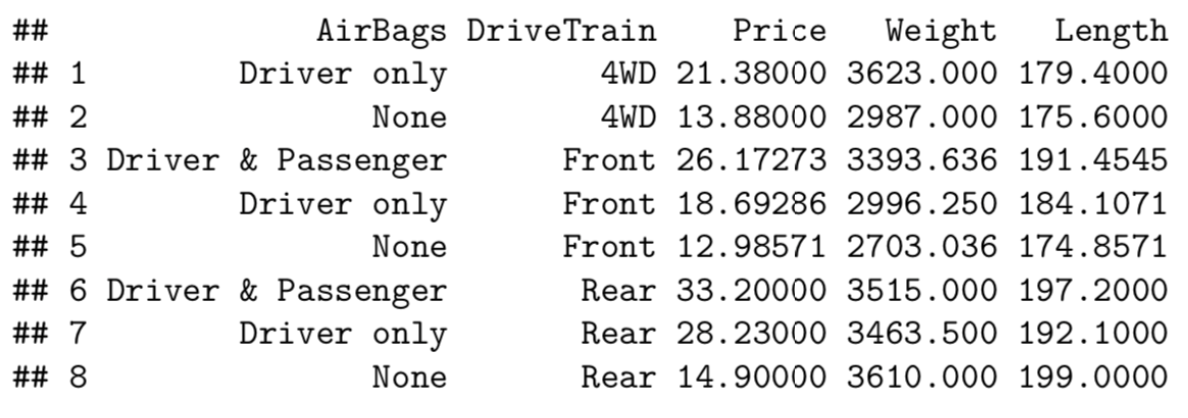 ##              AirBags DriveTrain    Price   Weight   Length
## 1        Driver only        4WD 21.38000 3623.000 179.4000
## 2               None        4WD 13.88000 2987.000 175.6000
## 3 Driver & Passenger      Front 26.17273 3393.636 191.4545
## 4        Driver only      Front 18.69286 2996.250 184.1071
## 5               None      Front 12.98571 2703.036 174.8571
## 6 Driver & Passenger       Rear 33.20000 3515.000 197.2000
## 7        Driver only       Rear 28.23000 3463.500 192.1000
## 8               None       Rear 14.90000 3610.000 199.0000